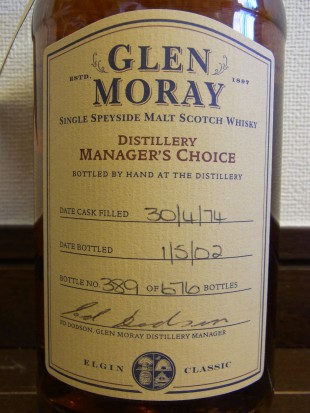 GLEN
ESTD. 1897
MORAY
SINGLE SPEYSIDE MALT SCOTCH WHISKY
DISTILLERY
MANAGER'S CHOICE
BOTTLED BY HAND AT THE DISTILLERY
DATE CASK FILLED 30/4/74
DATE BOTTLED 1/5/02
BOTTLE NO. 389 OF 676 BOTTLES
Ed Dodson
ED DODSON, GLEN MORAY DISTILLERY MANAGER
ELGIN CLASSIC